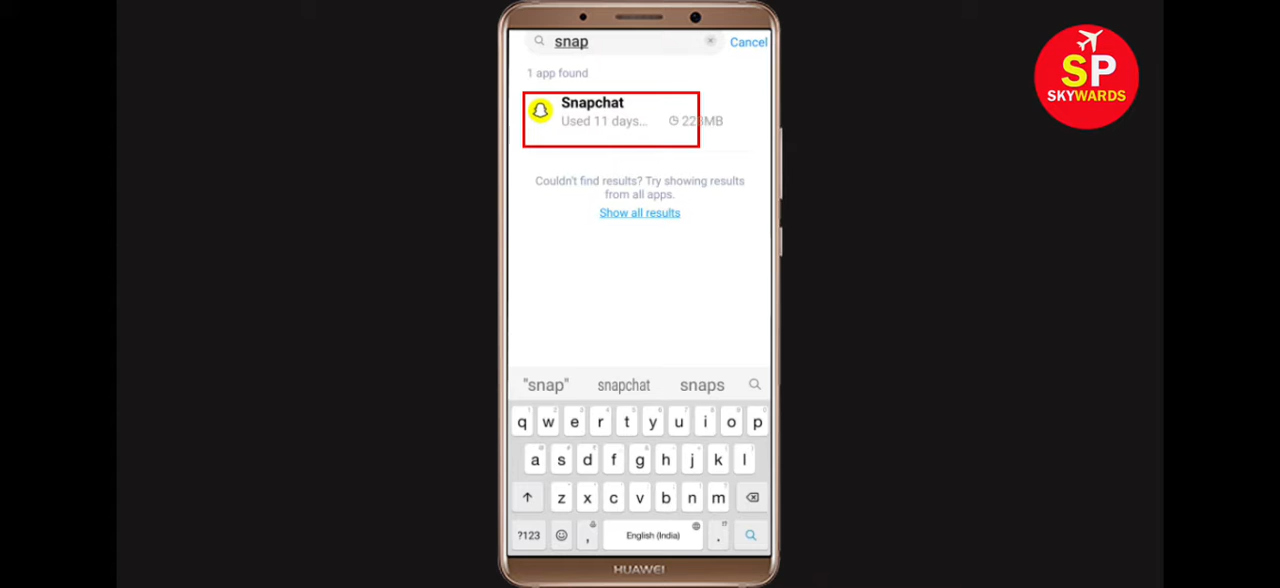 snap
Cancel
1 app found
Snapchat
Used 11 days...
Couldn't find results? Try showing results
from all apps.
Show all results
"snap" snapchat snaps
q w e r t y u i o p
a s d f g h j k l
z x c v b n m
?123 , English (India) .
HUAWEI
SP
SKYWARDS